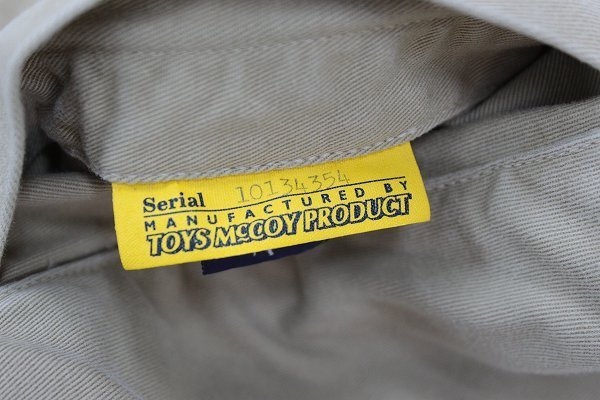 Serial 10134354
MANUFACTURED BY
TOYS McCOY PRODUCT